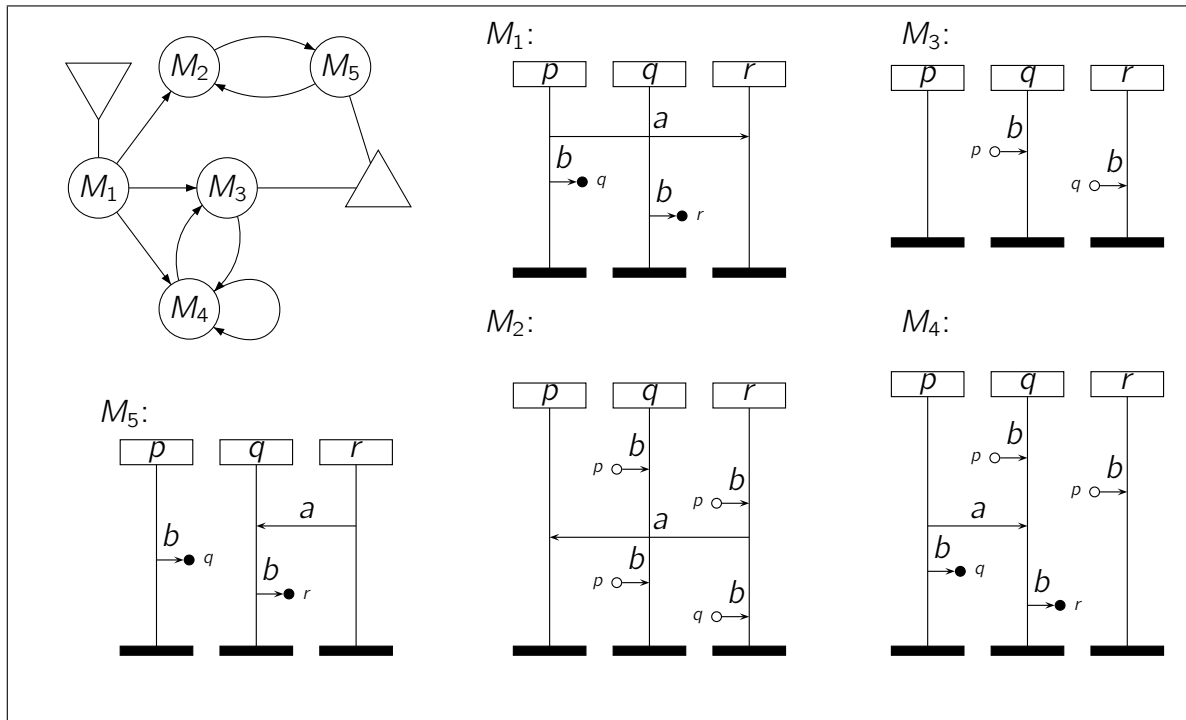 M₂ M₅
M₁ M₃
M₄
M₁:
p q r
a
b q
b r
M₃:
p q r
p b
q b
M₂:
p q r
p b
p b
a
p b
q b
M₄:
p q r
p b
p b
a
b q
b r
M₅:
p q r
a
b q
b r